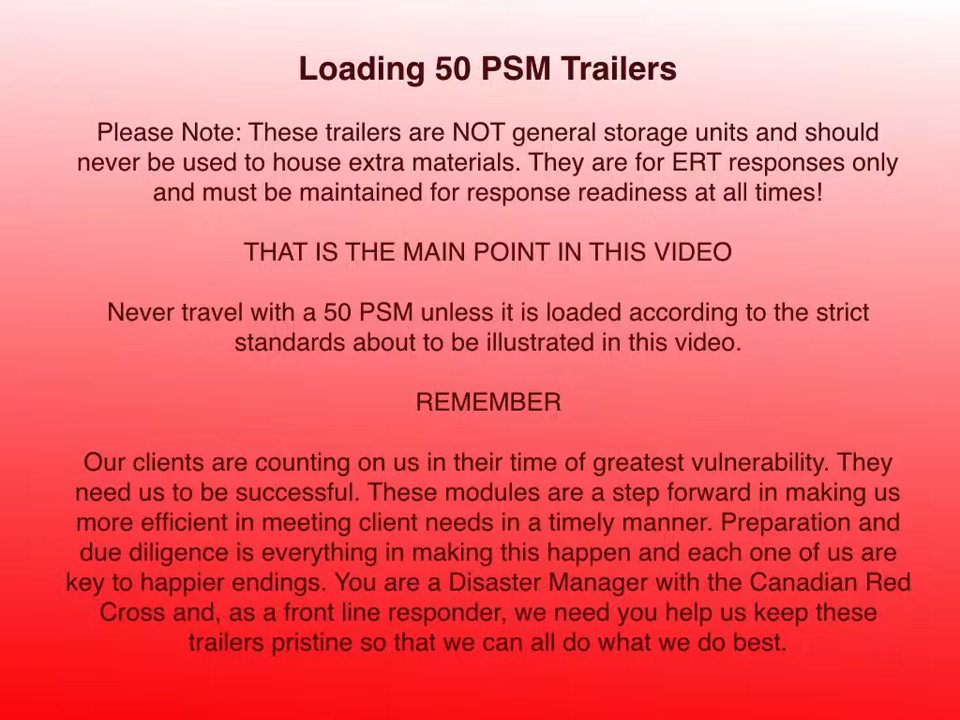 Loading 50 PSM Trailers
Please Note: These trailers are NOT general storage units and should
never be used to house extra materials. They are for ERT responses only
and must be maintained for response readiness at all times!
THAT IS THE MAIN POINT IN THIS VIDEO
Never travel with a 50 PSM unless it is loaded according to the strict
standards about to be illustrated in this video.
REMEMBER
Our clients are counting on us in their time of greatest vulnerability. They
need us to be successful. These modules are a step forward in making us
more efficient in meeting client needs in a timely manner. Preparation and
due diligence is everything in making this happen and each one of us are
key to happier endings. You are a Disaster Manager with the Canadian Red
Cross and, as a front line responder, we need you help us keep these
trailers pristine so that we can all do what we do best.